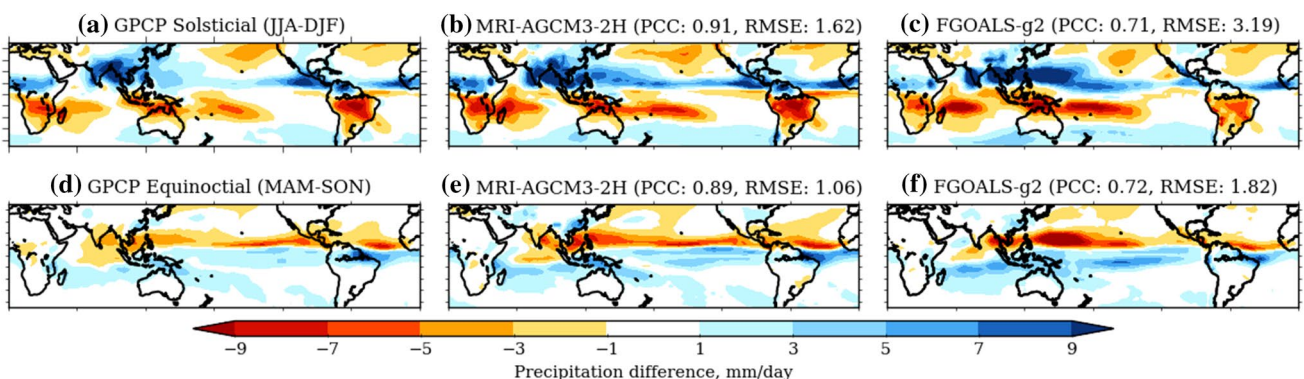 (a) GPCP Solsticial (JJA-DJF)
(b) MRI-AGCM3-2H (PCC: 0.91, RMSE: 1.62)
(c) FGOALS-g2 (PCC: 0.71, RMSE: 3.19)
(d) GPCP Equinoctial (MAM-SON)
(e) MRI-AGCM3-2H (PCC: 0.89, RMSE: 1.06)
(f) FGOALS-g2 (PCC: 0.72, RMSE: 1.82)
−9 −7 −5 −3 −1 1 3 5 7 9
Precipitation difference, mm/day